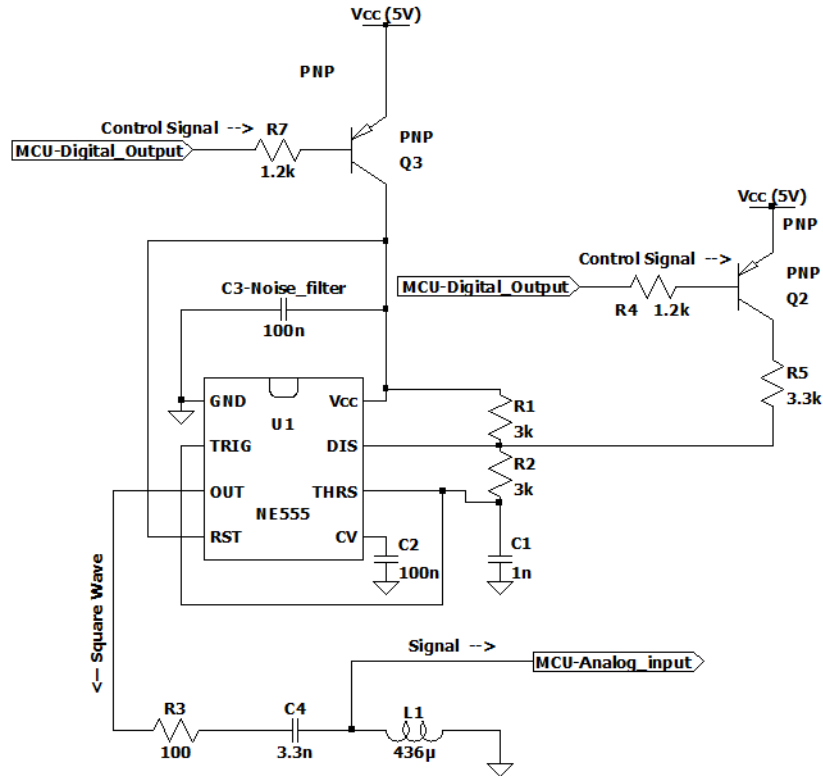 Vcc (5V)
PNP
Control Signal -->
R7
MCU-Digital_Output
1.2k
PNP
Q3
Vcc (5V)
PNP
Control Signal -->
MCU-Digital_Output
R4
1.2k
PNP
Q2
C3-Noise_filter
100n
R5
3.3k
GND
Vcc
U1
R1
3k
TRIG
DIS
R2
3k
OUT
THRS
NE555
RST
CV
C2
100n
C1
1n
<-- Square Wave
Signal -->
MCU-Analog_input
R3
100
C4
3.3n
L1
436µ